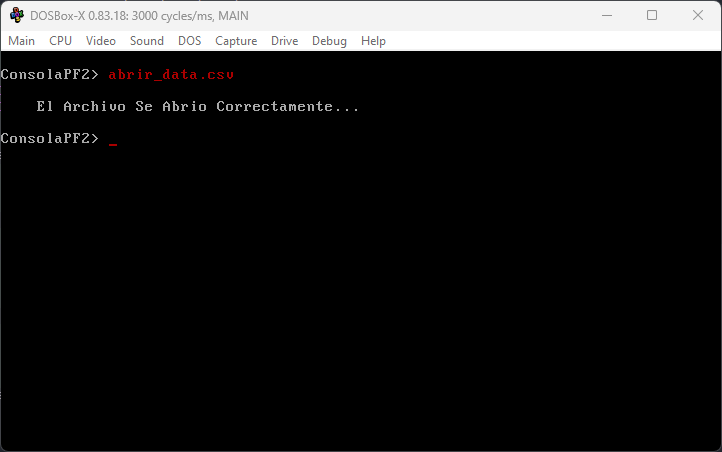 DOSBox-X 0.83.18: 3000 cycles/ms, MAIN
Main CPU Video Sound DOS Capture Drive Debug Help
ConsolaPF2> abrir_data.csv
El Archivo Se Abrio Correctamente...
ConsolaPF2> _